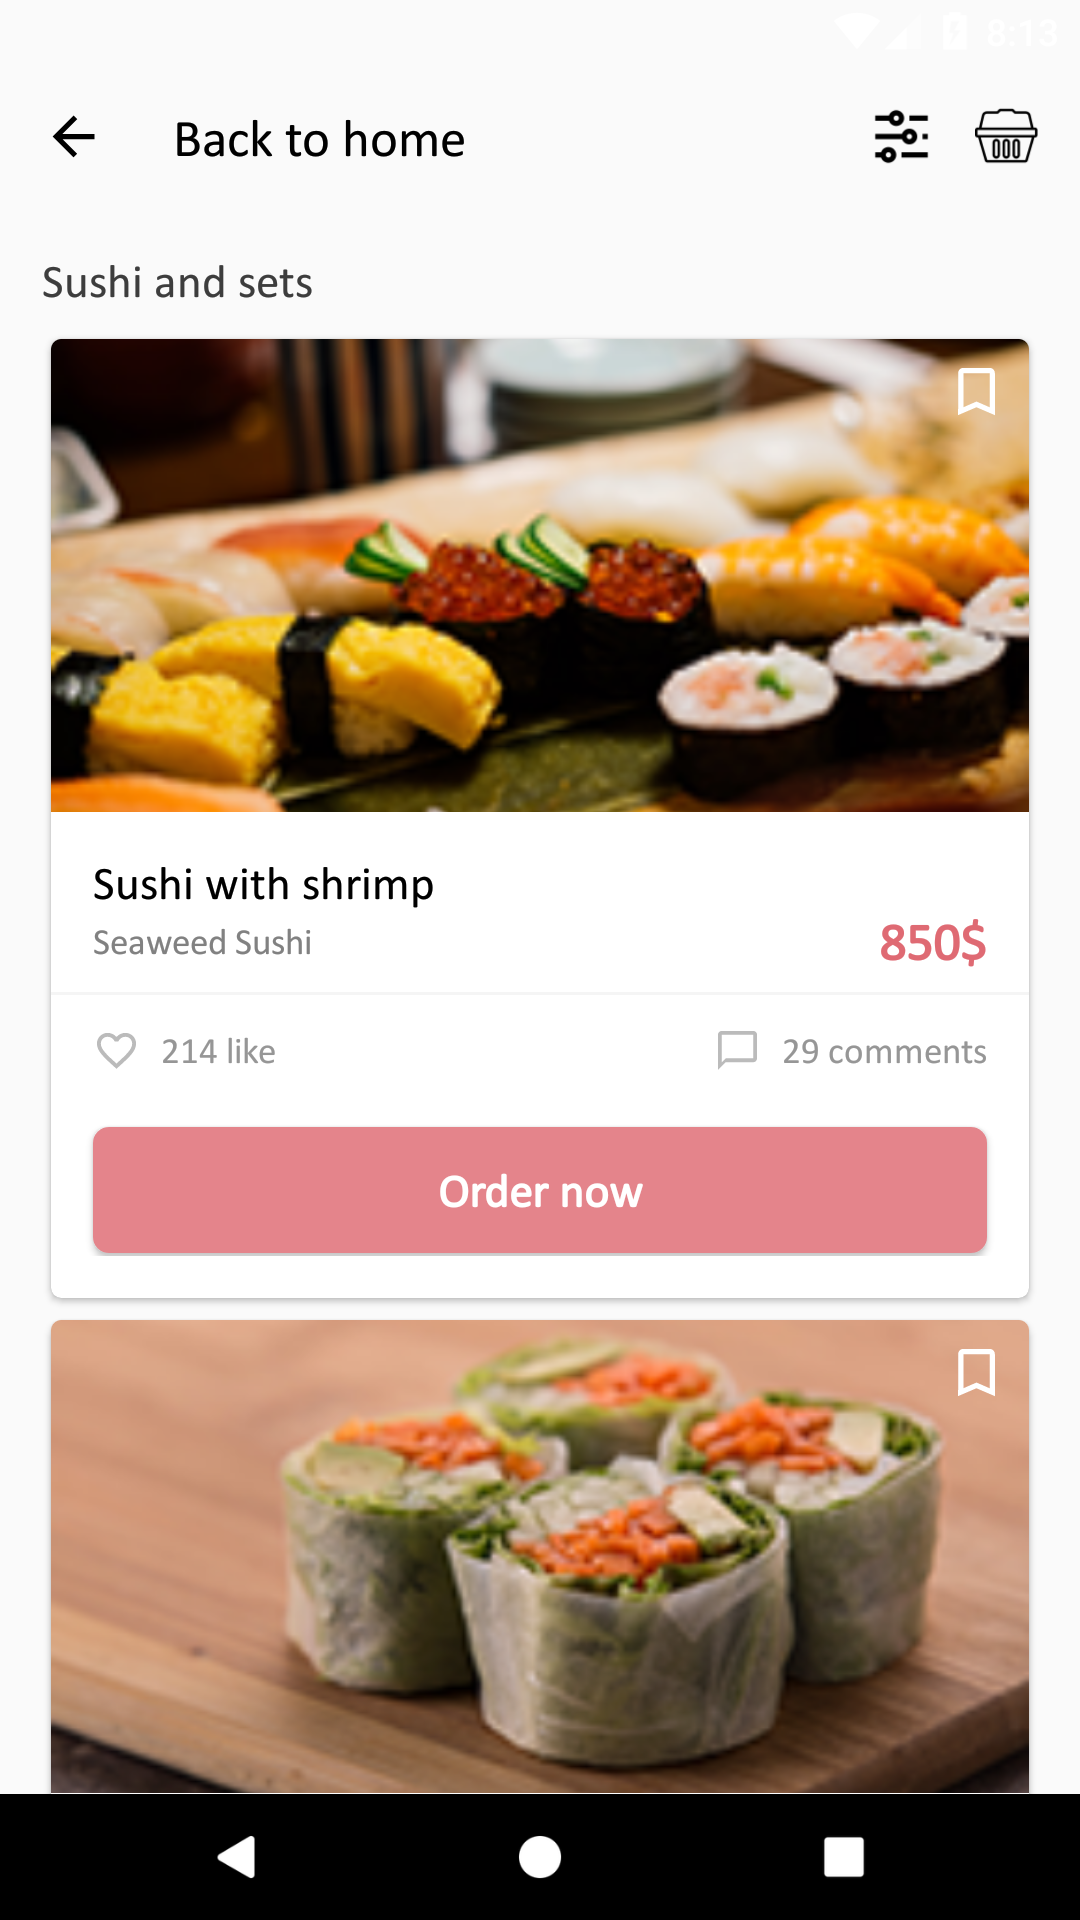 8:13
Back to home
Sushi and sets
Sushi with shrimp
Seaweed Sushi
850$
214 like
29 comments
Order now